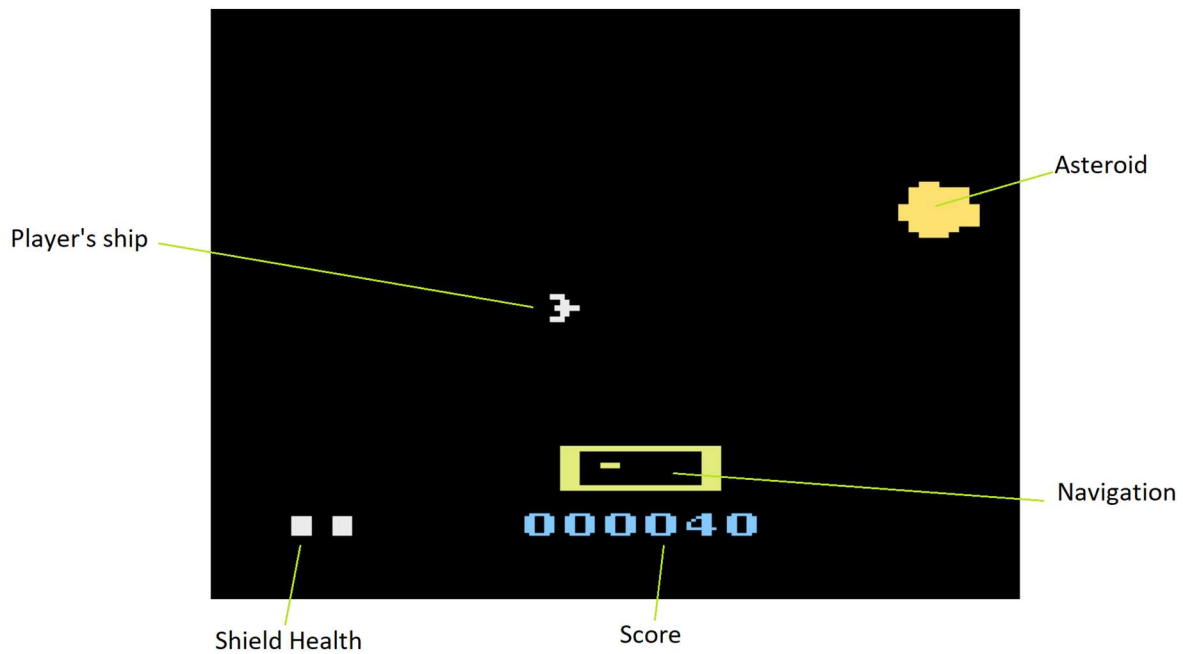 Asteroid
Player's ship
Navigation
000040
Shield Health
Score